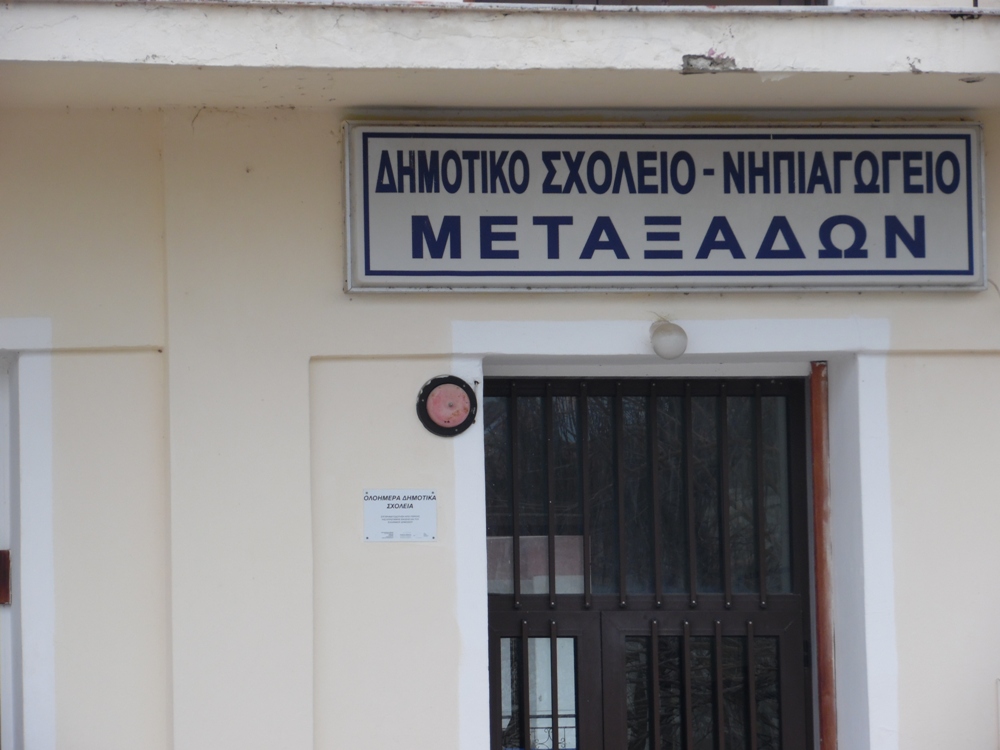 ΔΗΜΟΤΙΚΟ ΣΧΟΛΕΙΟ - ΝΗΠΙΑΓΩΓΕΙΟ
ΜΕΤΑΞΑΔΩΝ
ΟΛΟΗΜΕΡΑ ΔΗΜΟΤΙΚΑ
ΣΧΟΛΕΙΑ